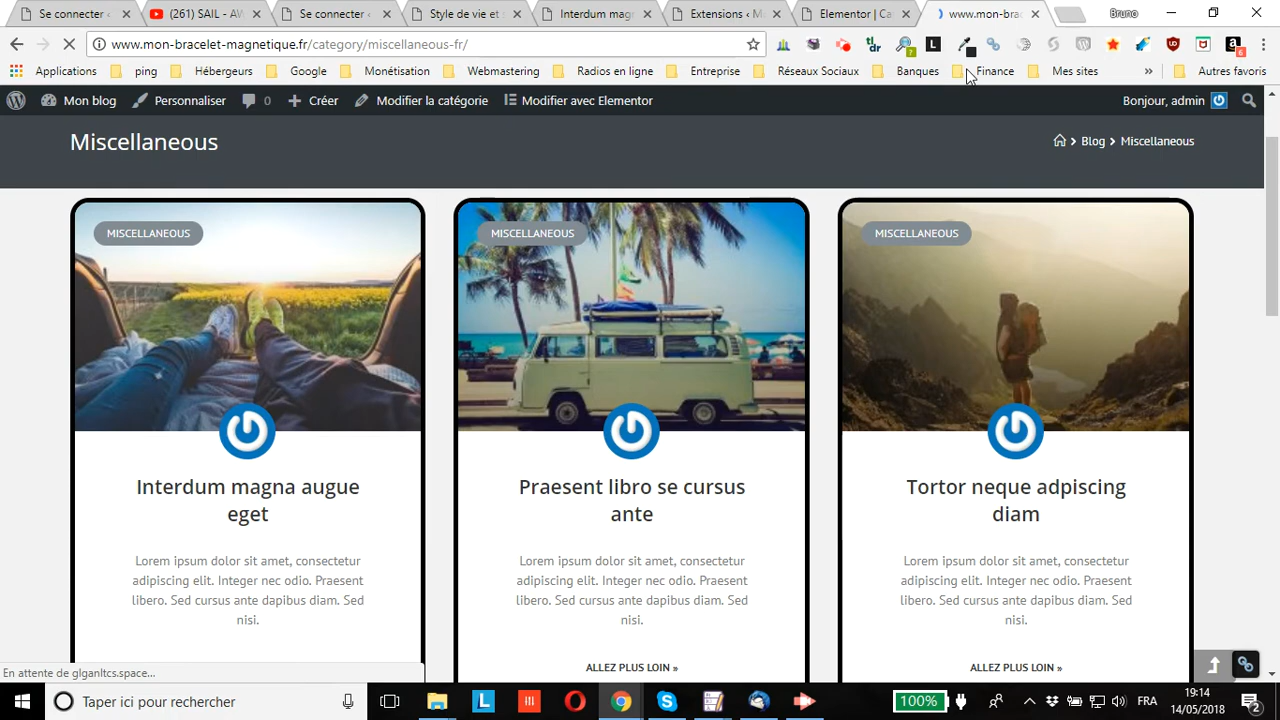 Se connecter ‹
(261) SAIL - AW
Se connecter ‹
Style de vie et
Interdum magn
Extensions ‹ M
Elementor | Ca
www.mon-brac
Bruno
www.mon-bracelet-magnetique.fr/category/miscellaneous-fr/
tl;dr
L
a
6
Applications
ping
Hébergeurs
Google
Monétisation
Webmastering
Radios en ligne
Entreprise
Réseaux Sociaux
Banques
Finance
Mes sites
»
Autres favoris
Mon blog
Personnaliser
0
Créer
Modifier la catégorie
Modifier avec Elementor
Bonjour, admin
Miscellaneous
Blog
Miscellaneous
MISCELLANEOUS
MISCELLANEOUS
MISCELLANEOUS
Interdum magna augue
eget
Praesent libro se cursus
ante
Tortor neque adipiscing
diam
Lorem ipsum dolor sit amet, consectetur
adipiscing elit. Integer nec odio. Praesent
libero. Sed cursus ante dapibus diam. Sed
nisi.
Lorem ipsum dolor sit amet, consectetur
adipiscing elit. Integer nec odio. Praesent
libero. Sed cursus ante dapibus diam. Sed
nisi.
Lorem ipsum dolor sit amet, consectetur
adipiscing elit. Integer nec odio. Praesent
libero. Sed cursus ante dapibus diam. Sed
nisi.
ALLEZ PLUS LOIN »
ALLEZ PLUS LOIN »
En attente de glganltcs.space...
Taper ici pour rechercher
100%
FRA
19:14
14/05/2018
2